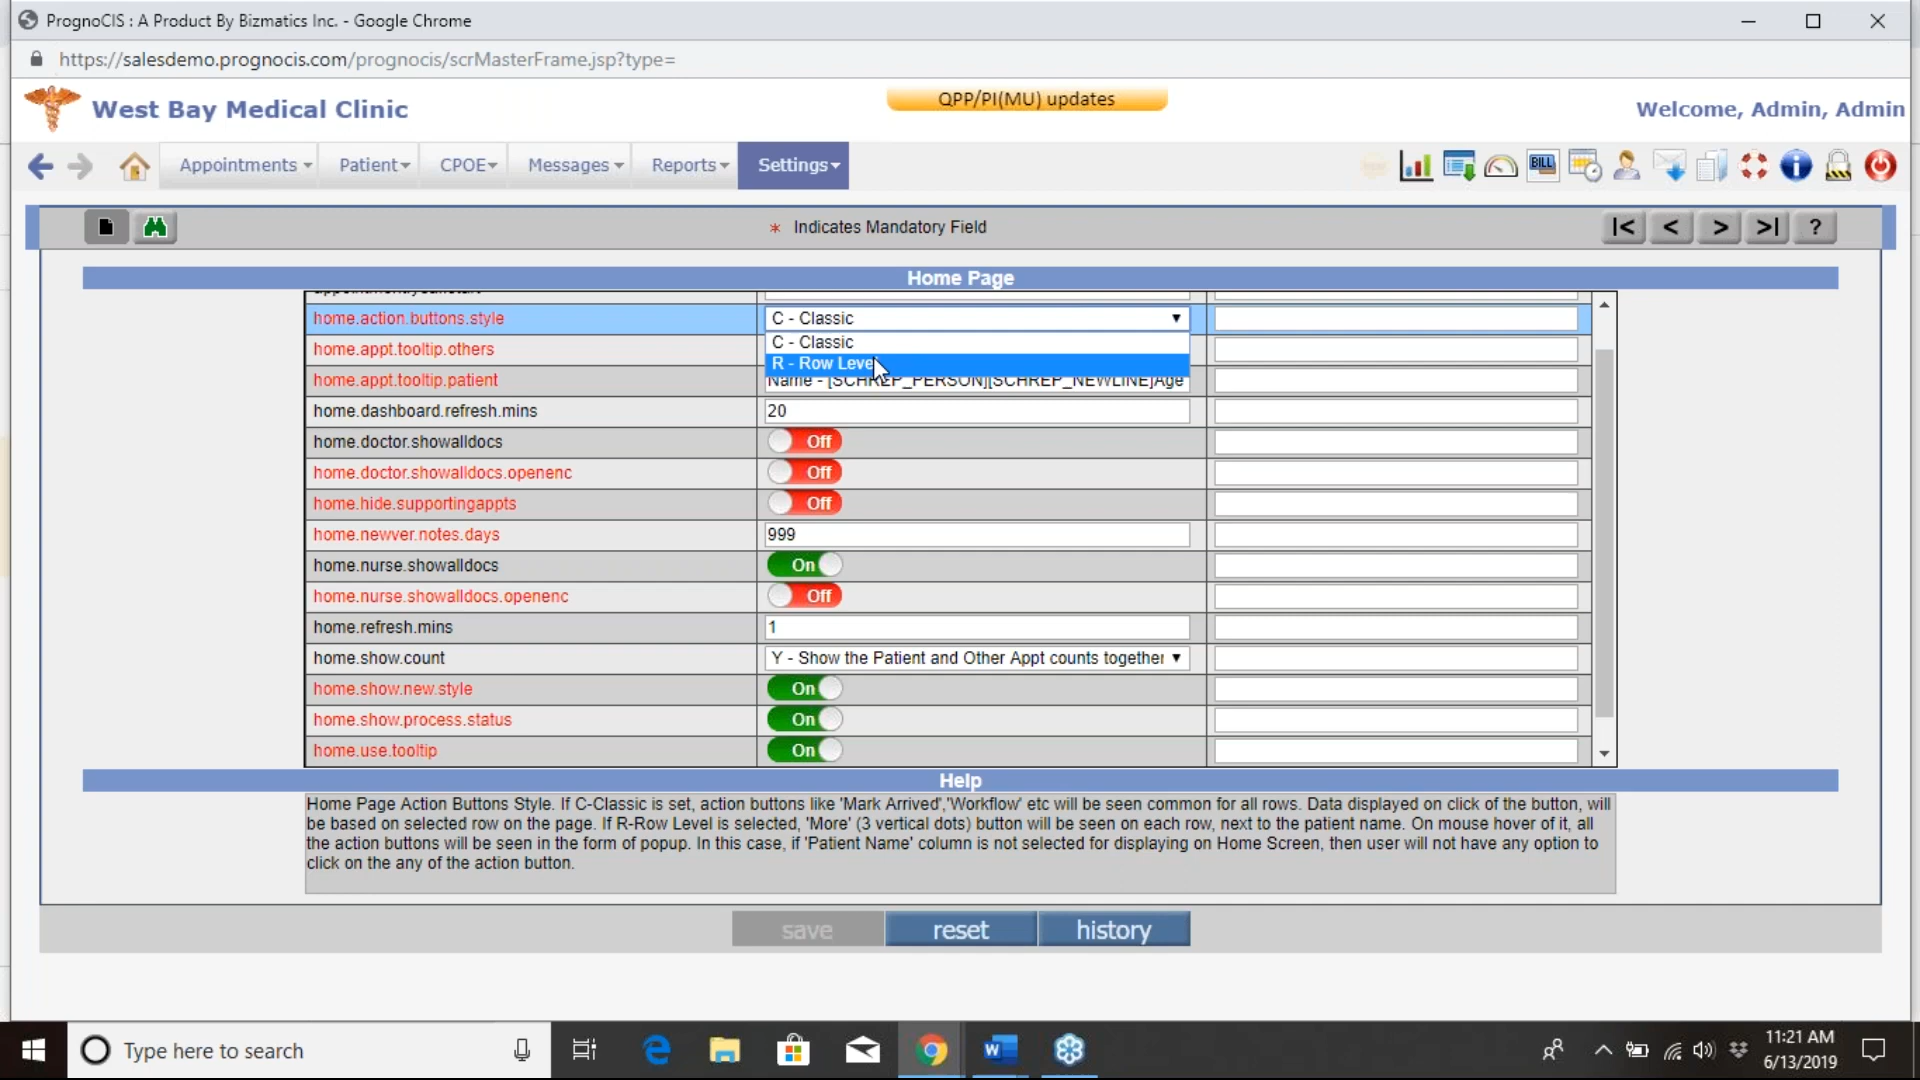 PrognoCIS : A Product By Bizmatics Inc. - Google Chrome
https://salesdemo.prognocis.com/prognocis/scrMasterFrame.jsp?type=
West Bay Medical Clinic
QPP/PI(MU) updates
Welcome, Admin, Admin
Appointments Patient CPOE Messages Reports Settings
BILL
* Indicates Mandatory Field
|< < > >| ?
Home Page
home.action.buttons.style C - Classic
C - Classic
home.appt.tooltip.others R - Row Level
home.appt.tooltip.patient Name - [SCHREP_PERSON][SCHREP_NEWLINE]Age
home.dashboard.refresh.mins 20
home.doctor.showalldocs Off
home.doctor.showalldocs.openenc Off
home.hide.supportingappts Off
home.newver.notes.days 999
home.nurse.showalldocs On
home.nurse.showalldocs.openenc Off
home.refresh.mins 1
home.show.count Y - Show the Patient and Other Appt counts together
home.show.new.style On
home.show.process.status On
home.use.tooltip On
Help
Home Page Action Buttons Style. If C-Classic is set, action buttons like 'Mark Arrived','Workflow' etc will be seen common for all rows. Data displayed on click of the button, will
be based on selected row on the page. If R-Row Level is selected, 'More' (3 vertical dots) button will be seen on each row, next to the patient name. On mouse hover of it, all
the action buttons will be seen in the form of popup. In this case, if 'Patient Name' column is not selected for displaying on Home Screen, then user will not have any option to
click on the any of the action button.
save reset history
Type here to search
11:21 AM
6/13/2019